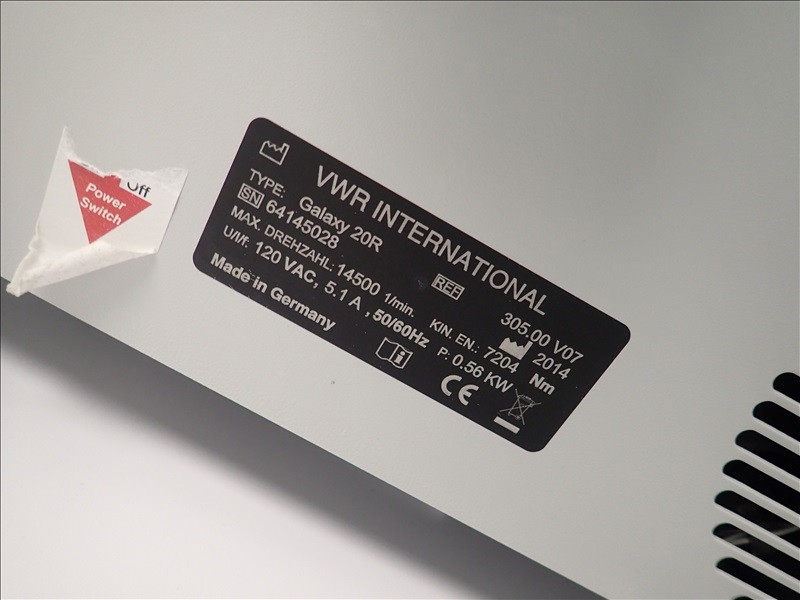 Off
Power
Switch
VWR INTERNATIONAL
TYPE: Galaxy 20R
SN 64145028 REF 305.00 V07
MAX. DREHZAHL: 14500 1/min. KIN. EN.: 7204 Nm 2014
U/I/f: 120 VAC, 5.1 A , 50/60Hz P: 0.56 KW
Made in Germany
CE